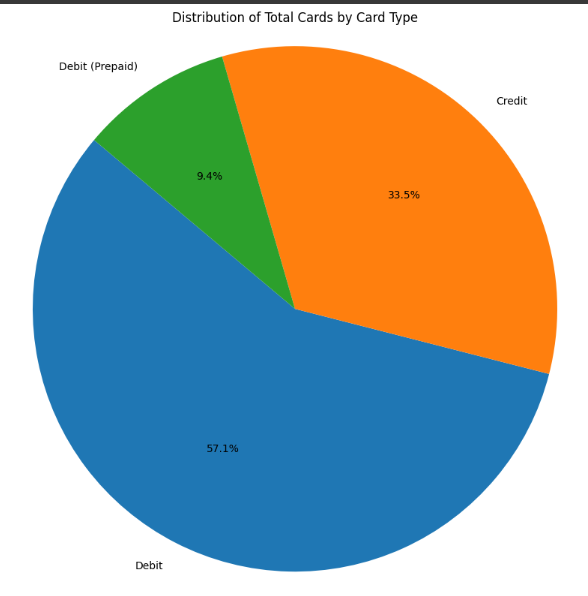 Distribution of Total Cards by Card Type
Debit (Prepaid)
Credit
9.4%
33.5%
57.1%
Debit